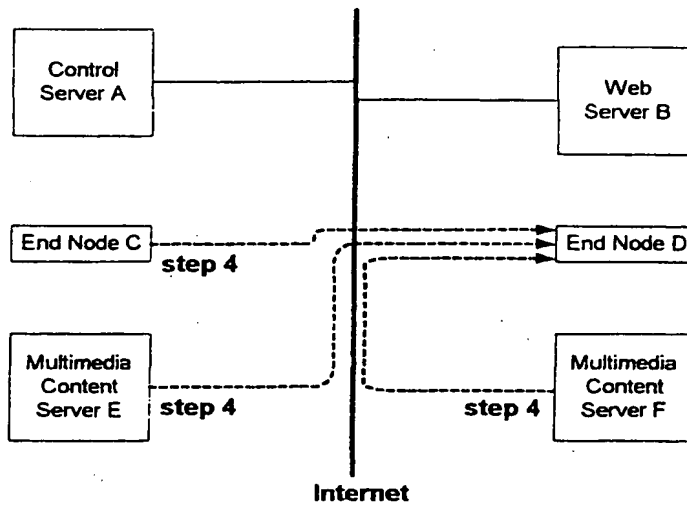 Control
Server A
Web
Server B
End Node C
End Node D
step 4
Multimedia
Content
Server E
step 4
step 4
Multimedia
Content
Server F
Internet